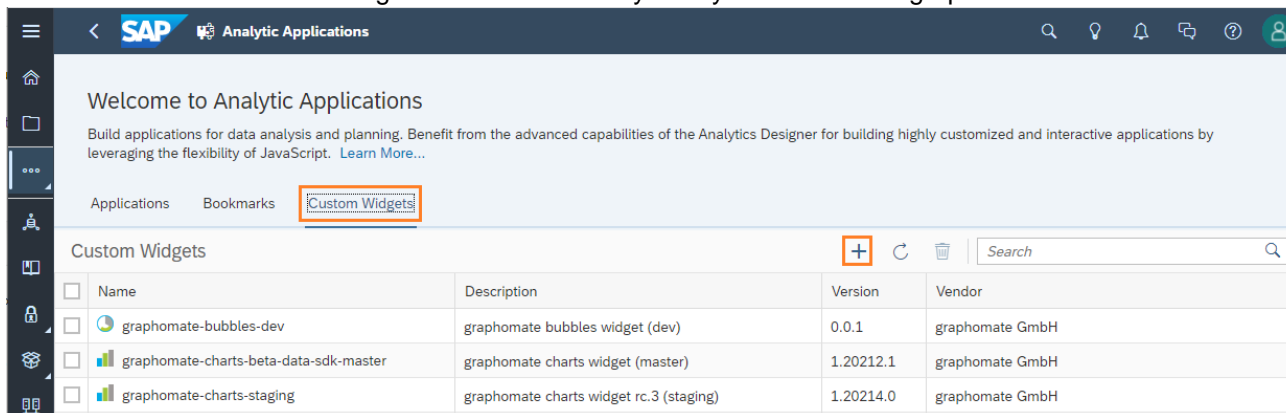 SAP Analytic Applications
Welcome to Analytic Applications
Build applications for data analysis and planning. Benefit from the advanced capabilities of the Analytics Designer for building highly customized and interactive applications by
leveraging the flexibility of JavaScript. Learn More...
Applications Bookmarks Custom Widgets
Custom Widgets Search
Name Description Version Vendor
graphomate-bubbles-dev graphomate bubbles widget (dev) 0.0.1 graphomate GmbH
graphomate-charts-beta-data-sdk-master graphomate charts widget (master) 1.20212.1 graphomate GmbH
graphomate-charts-staging graphomate charts widget rc.3 (staging) 1.20214.0 graphomate GmbH